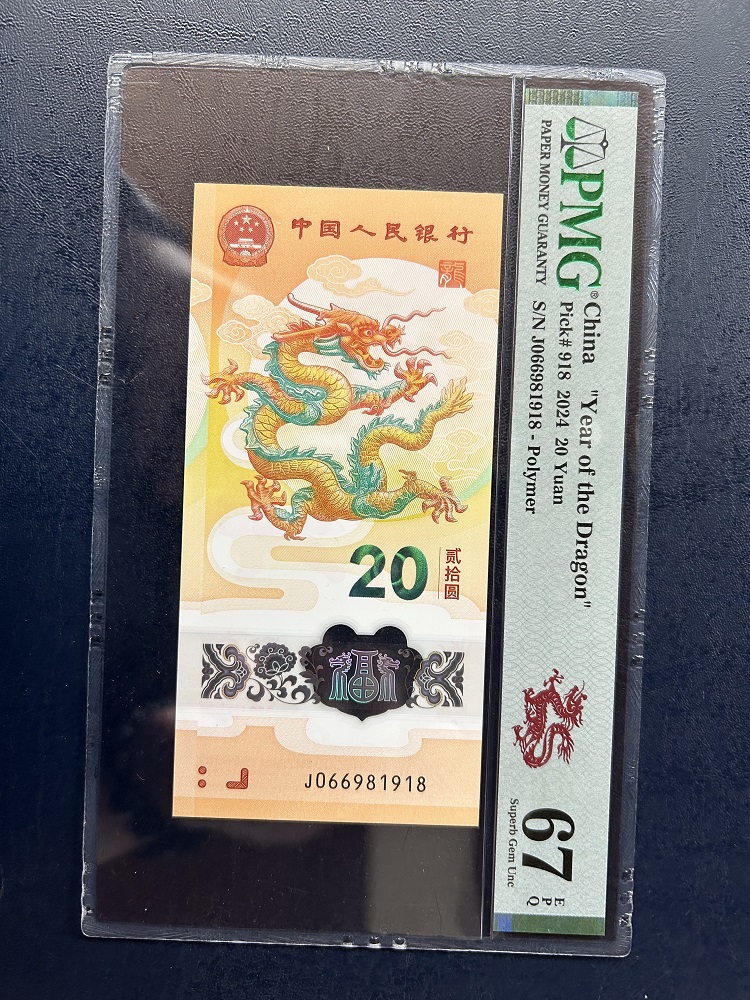 中国人民银行
龍
20
贰拾圆
福
J066981918
PMG®
PAPER MONEY GUARANTY
China "Year of the Dragon"
Pick# 918 2024 20 Yuan
S/N J066981918 - Polymer
67 EPQ
Superb Gem Unc